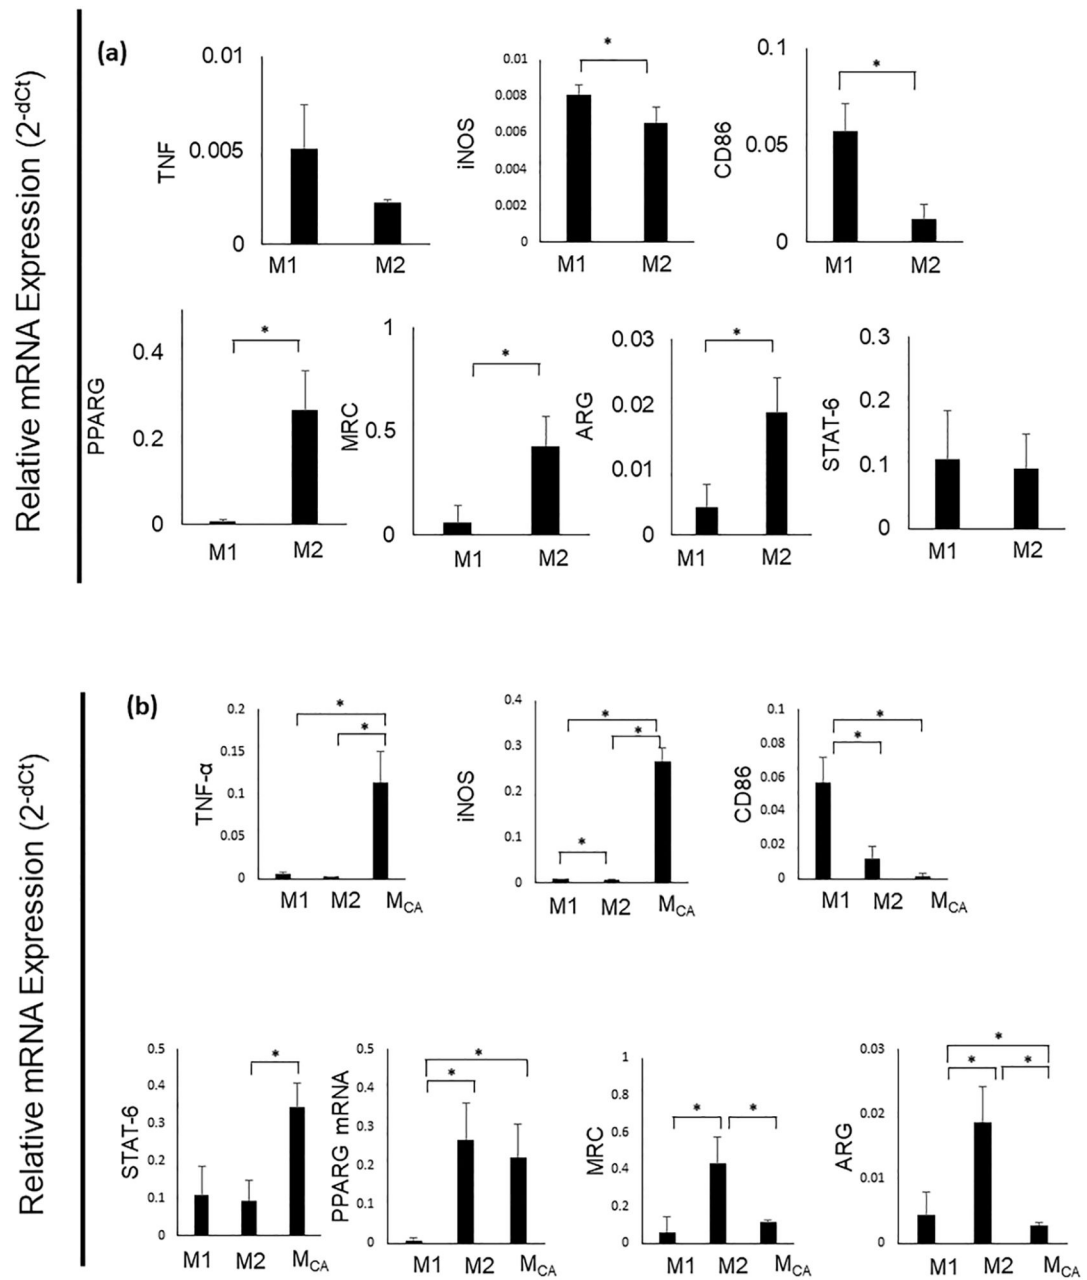 Relative mRNA Expression (2-dCt)
(a)
TNF
0.01
0.005
0
M1 M2
*
iNOS
0.01
0.008
0.006
0.004
0.002
0
M1 M2
*
CD86
0.1
0.05
0
M1 M2
*
PPARG
0.4
0.2
0
M1 M2
*
MRC
1
0.5
0
M1 M2
*
ARG
0.03
0.02
0.01
0
M1 M2
STAT-6
0.3
0.2
0.1
0
M1 M2
Relative mRNA Expression (2-dCt)
(b)
*
*
TNF-α
0.2
0.15
0.1
0.05
0
M1 M2 MCA
*
*
*
iNOS
0.4
0.3
0.2
0.1
0
M1 M2 MCA
*
*
CD86
0.1
0.08
0.06
0.04
0.02
0
M1 M2 MCA
*
STAT-6
0.5
0.4
0.3
0.2
0.1
0
M1 M2 MCA
*
*
PPARG mRNA
0.5
0.4
0.3
0.2
0.1
0
M1 M2 MCA
*
*
MRC
1
0.8
0.6
0.4
0.2
0
M1 M2 MCA
*
*
*
ARG
0.03
0.02
0.01
0
M1 M2 MCA